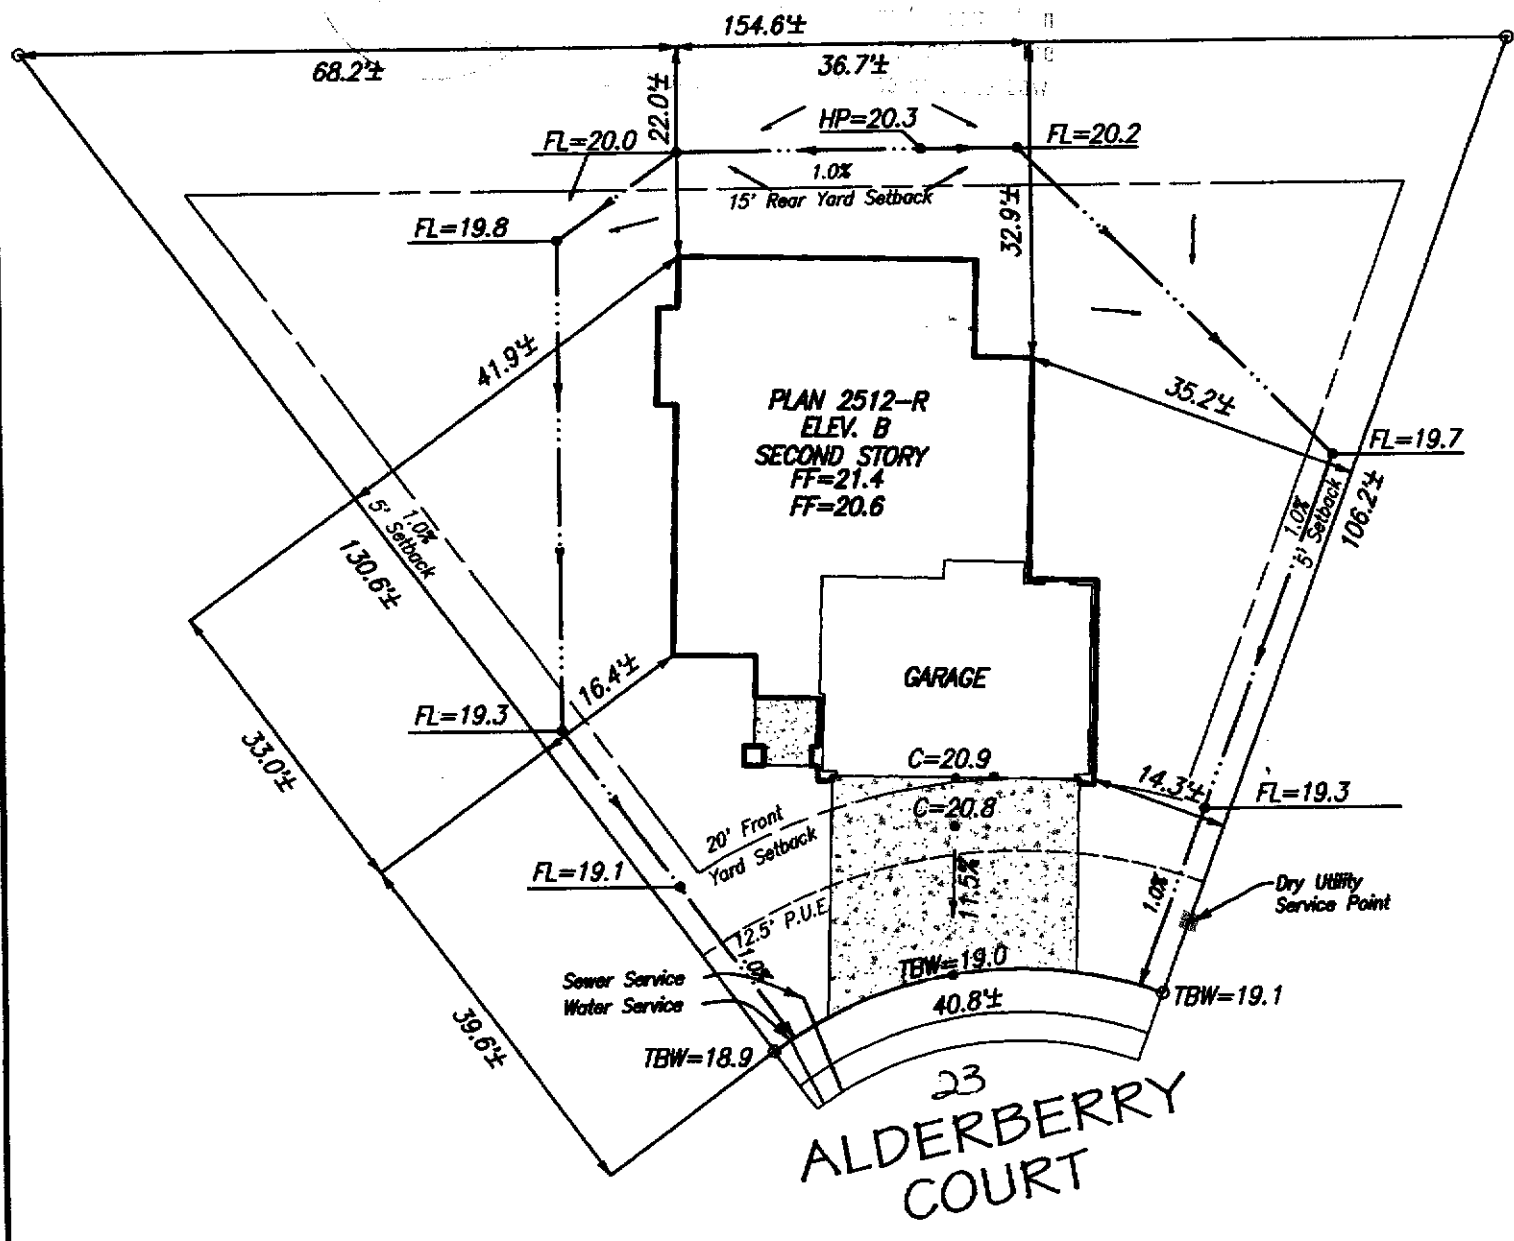 154.6'±
68.2'±
36.7'±
22.0'±
HP=20.3
FL=20.0
FL=20.2
1.0%
15' Rear Yard Setback
32.9'±
FL=19.8
41.9'±
35.2'±
PLAN 2512-R
ELEV. B
SECOND STORY
FF=21.4
FF=20.6
FL=19.7
1.0%
5' Setback
130.6'±
1.0%
5' Setback
106.2'±
16.4'±
GARAGE
FL=19.3
33.0'±
C=20.9
14.3'±
FL=19.3
C=20.8
20' Front
Yard Setback
FL=19.1
11.5%
1.0%
Dry Utility
Service Point
12.5' P.U.E.
1.0%
TBW=19.0
Sewer Service
Water Service
40.8'±
TBW=19.1
39.6'±
TBW=18.9
23
ALDERBERRY
COURT